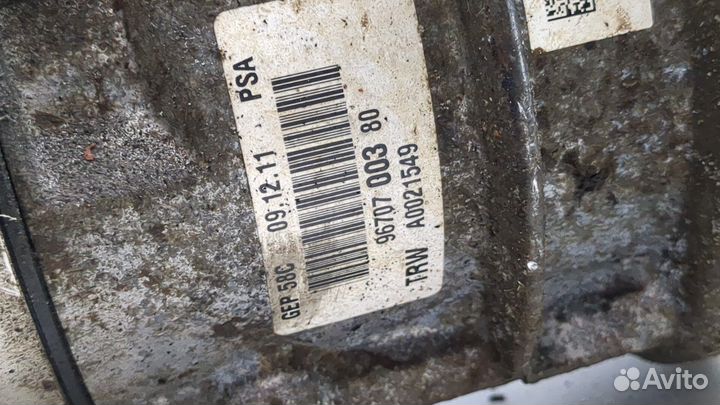 GEP 58C 09.12.11 PSA
96707 003 80
TRW A0021549
Avito